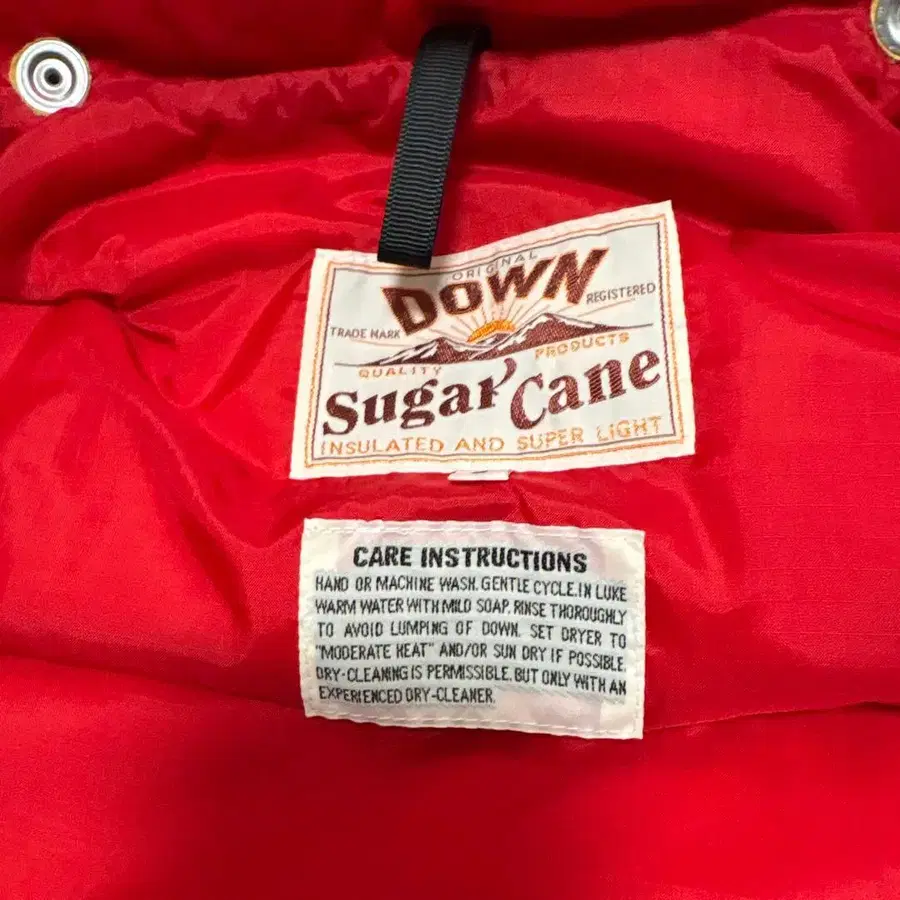 ORIGINAL
DOWN
TRADE MARK
REGISTERED
QUALITY
PRODUCTS
Sugar Cane
INSULATED AND SUPER LIGHT
CARE INSTRUCTIONS
HAND OR MACHINE WASH. GENTLE CYCLE.IN LUKE
WARM WATER WITH MILD SOAP. RINSE THOROUGHLY
TO AVOID LUMPING OF DOWN. SET DRYER TO
"MODERATE HEAT" AND/OR SUN DRY IF POSSIBLE.
DRY-CLEANING IS PERMISSIBLE. BUT ONLY WITH AN
EXPERIENCED DRY-CLEANER.